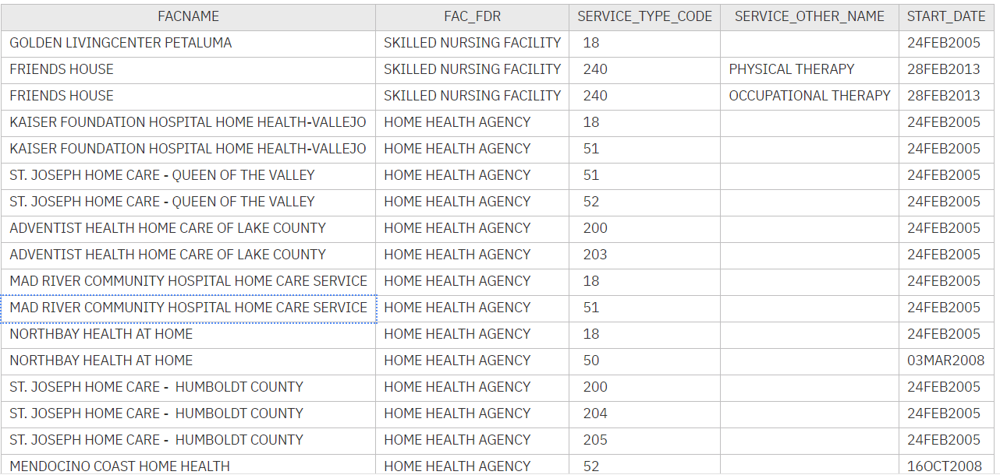 FACNAME FAC_FDR SERVICE_TYPE_CODE SERVICE_OTHER_NAME START_DATE
GOLDEN LIVINGCENTER PETALUMA SKILLED NURSING FACILITY 18 24FEB2005
FRIENDS HOUSE SKILLED NURSING FACILITY 240 PHYSICAL THERAPY 28FEB2013
FRIENDS HOUSE SKILLED NURSING FACILITY 240 OCCUPATIONAL THERAPY 28FEB2013
KAISER FOUNDATION HOSPITAL HOME HEALTH-VALLEJO HOME HEALTH AGENCY 18 24FEB2005
KAISER FOUNDATION HOSPITAL HOME HEALTH-VALLEJO HOME HEALTH AGENCY 51 24FEB2005
ST. JOSEPH HOME CARE - QUEEN OF THE VALLEY HOME HEALTH AGENCY 51 24FEB2005
ST. JOSEPH HOME CARE - QUEEN OF THE VALLEY HOME HEALTH AGENCY 52 24FEB2005
ADVENTIST HEALTH HOME CARE OF LAKE COUNTY HOME HEALTH AGENCY 200 24FEB2005
ADVENTIST HEALTH HOME CARE OF LAKE COUNTY HOME HEALTH AGENCY 203 24FEB2005
MAD RIVER COMMUNITY HOSPITAL HOME CARE SERVICE HOME HEALTH AGENCY 18 24FEB2005
MAD RIVER COMMUNITY HOSPITAL HOME CARE SERVICE HOME HEALTH AGENCY 51 24FEB2005
NORTHBAY HEALTH AT HOME HOME HEALTH AGENCY 18 24FEB2005
NORTHBAY HEALTH AT HOME HOME HEALTH AGENCY 50 03MAR2008
ST. JOSEPH HOME CARE -  HUMBOLDT COUNTY HOME HEALTH AGENCY 200 24FEB2005
ST. JOSEPH HOME CARE -  HUMBOLDT COUNTY HOME HEALTH AGENCY 204 24FEB2005
ST. JOSEPH HOME CARE -  HUMBOLDT COUNTY HOME HEALTH AGENCY 205 24FEB2005
MENDOCINO COAST HOME HEALTH HOME HEALTH AGENCY 52 16OCT2008